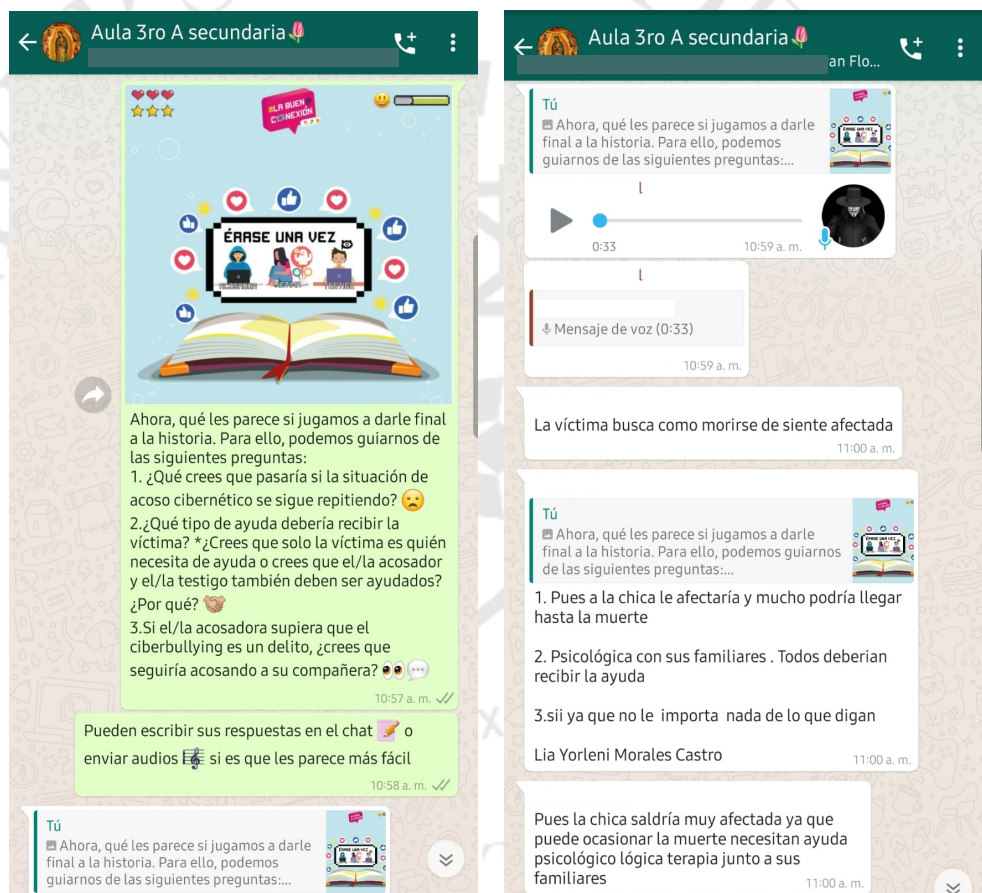 Aula 3ro A secundaria🌷
#LA BUENA
CONEXIÓN
ÉRASE UNA VEZ
Ahora, qué les parece si jugamos a darle final
a la historia. Para ello, podemos guiarnos de
las siguientes preguntas:
1. ¿Qué crees que pasaría si la situación de
acoso cibernético se sigue repitiendo? 😦
2.¿Qué tipo de ayuda debería recibir la
víctima? *¿Crees que solo la víctima es quién
necesita de ayuda o crees que el/la acosador
y el/la testigo también deben ser ayudados?
¿Por qué? 🤝
3.Si el/la acosadora supiera que el
ciberbullying es un delito, ¿crees que
seguiría acosando a su compañera? 👀💬
10:57 a. m.
Pueden escribir sus respuestas en el chat 📝 o
enviar audios 🎼 si es que les parece más fácil
10:58 a. m.
Tú
Ahora, qué les parece si jugamos a darle
final a la historia. Para ello, podemos
guiarnos de las siguientes preguntas:...
Aula 3ro A secundaria🌷
an Flo...
Tú
Ahora, qué les parece si jugamos a darle
final a la historia. Para ello, podemos
guiarnos de las siguientes preguntas:...
ÉRASE UNA VEZ
0:33
10:59 a. m.
Mensaje de voz (0:33)
10:59 a. m.
La víctima busca como morirse de siente afectada
11:00 a. m.
Tú
Ahora, qué les parece si jugamos a darle
final a la historia. Para ello, podemos guiarnos
de las siguientes preguntas:...
ÉRASE UNA VEZ
1. Pues a la chica le afectaría y mucho podría llegar
hasta la muerte
2. Psicológica con sus familiares . Todos deberian
recibir la ayuda
3.sii ya que no le importa nada de lo que digan
Lia Yorleni Morales Castro
11:00 a. m.
Pues la chica saldría muy afectada ya que
puede ocasionar la muerte necesitan ayuda
psicológico lógica terapia junto a sus
familiares
11:00 a. m.